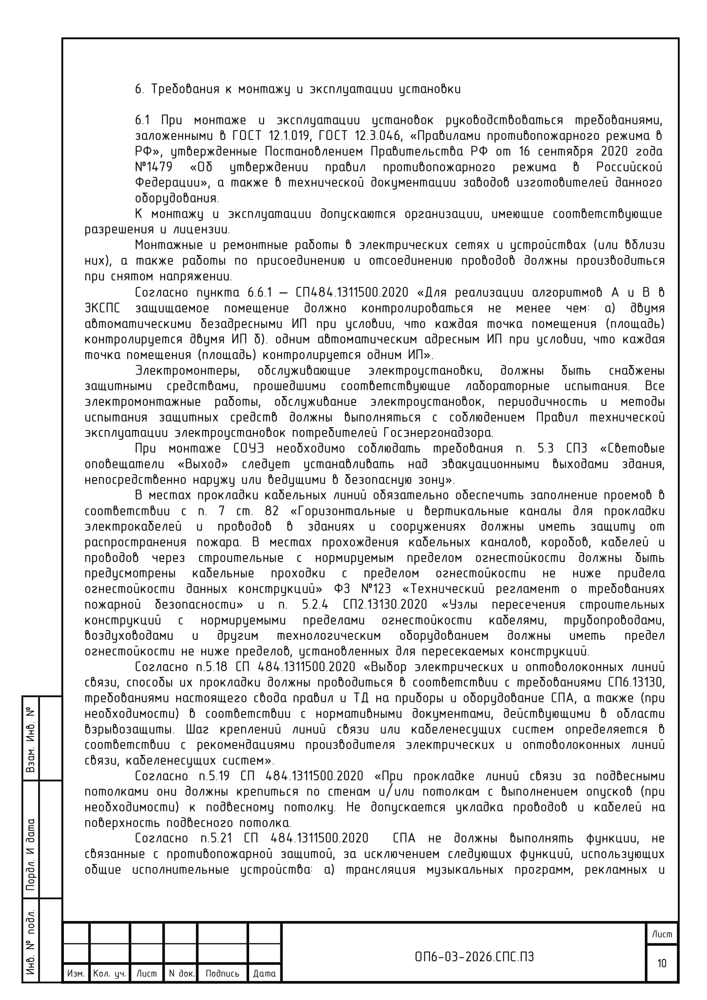 6. Требования к монтажу и эксплуатации установки
6.1 При монтаже и эксплуатации установок руководствоваться требованиями,
заложенными в ГОСТ 12.1.019, ГОСТ 12.3.046, «Правилами противопожарного режима в
РФ», утвержденные Постановлением Правительства РФ от 16 сентября 2020 года
№1479 «Об утверждении правил противопожарного режима в Российской
Федерации», а также в технической документации заводов изготовителей данного
оборудования.
К монтажу и эксплуатации допускаются организации, имеющие соответствующие
разрешения и лицензии.
Монтажные и ремонтные работы в электрических сетях и устройствах (или вблизи
них), а также работы по присоединению и отсоединению проводов должны производиться
при снятом напряжении.
Согласно пункта 6.6.1 – СП484.1311500.2020 «Для реализации алгоритмов А и В в
ЗКСПС защищаемое помещение должно контролироваться не менее чем: а) двумя
автоматическими безадресными ИП при условии, что каждая точка помещения (площадь)
контролируется двумя ИП б). одним автоматическим адресным ИП при условии, что каждая
точка помещения (площадь) контролируется одним ИП».
Электромонтеры, обслуживающие электроустановки, должны быть снабжены
защитными средствами, прошедшими соответствующие лабораторные испытания. Все
электромонтажные работы, обслуживание электроустановок, периодичность и методы
испытания защитных средств должны выполняться с соблюдением Правил технической
эксплуатации электроустановок потребителей Госэнергонадзора.
При монтаже СОУЭ необходимо соблюдать требования п. 5.3 СП3 «Световые
оповещатели «Выход» следует устанавливать над эвакуационными выходами здания,
непосредственно наружу или ведущими в безопасную зону».
В местах прокладки кабельных линий обязательно обеспечить заполнение проемов в
соответствии с п. 7 ст. 82 «Горизонтальные и вертикальные каналы для прокладки
электрокабелей и проводов в зданиях и сооружениях должны иметь защиту от
распространения пожара. В местах прохождения кабельных каналов, коробов, кабелей и
проводов через строительные с нормируемым пределом огнестойкости должны быть
предусмотрены кабельные проходки с пределом огнестойкости не ниже придела
огнестойкости данных конструкций» ФЗ №123 «Технический регламент о требованиях
пожарной безопасности» и п. 5.2.4 СП2.13130.2020 «Узлы пересечения строительных
конструкций с нормируемыми пределами огнестойкости кабелями, трубопроводами,
воздуховодами и другим технологическим оборудованием должны иметь предел
огнестойкости не ниже пределов, установленных для пересекаемых конструкций.
Согласно п.5.18 СП 484.1311500.2020 «Выбор электрических и оптоволоконных линий
связи, способы их прокладки должны проводиться в соответствии с требованиями СП6.13130,
требованиями настоящего свода правил и ТД на приборы и оборудование СПА, а также (при
необходимости) в соответствии с нормативными документами, действующими в области
взрывозащиты. Шаг креплений линий связи или кабеленесущих систем определяется в
соответствии с рекомендациями производителя электрических и оптоволоконных линий
связи, кабеленесущих систем».
Согласно п.5.19 СП 484.1311500.2020 «При прокладке линий связи за подвесными
потолками они должны крепиться по стенам и/или потолкам с выполнением опусков (при
необходимости) к подвесному потолку. Не допускается укладка проводов и кабелей на
поверхность подвесного потолка.
Согласно п.5.21 СП 484.1311500.2020 СПА не должны выполнять функции, не
связанные с противопожарной защитой, за исключением следующих функций, использующих
общие исполнительные устройства: а) трансляция музыкальных программ, рекламных и
Взам. Инв. №
Пордл. И дата
Инв. № подл.
Изм. Кол. уч. Лист N док. Подпись Дата
ОП6-03-2026.СПС.ПЗ
Лист
10